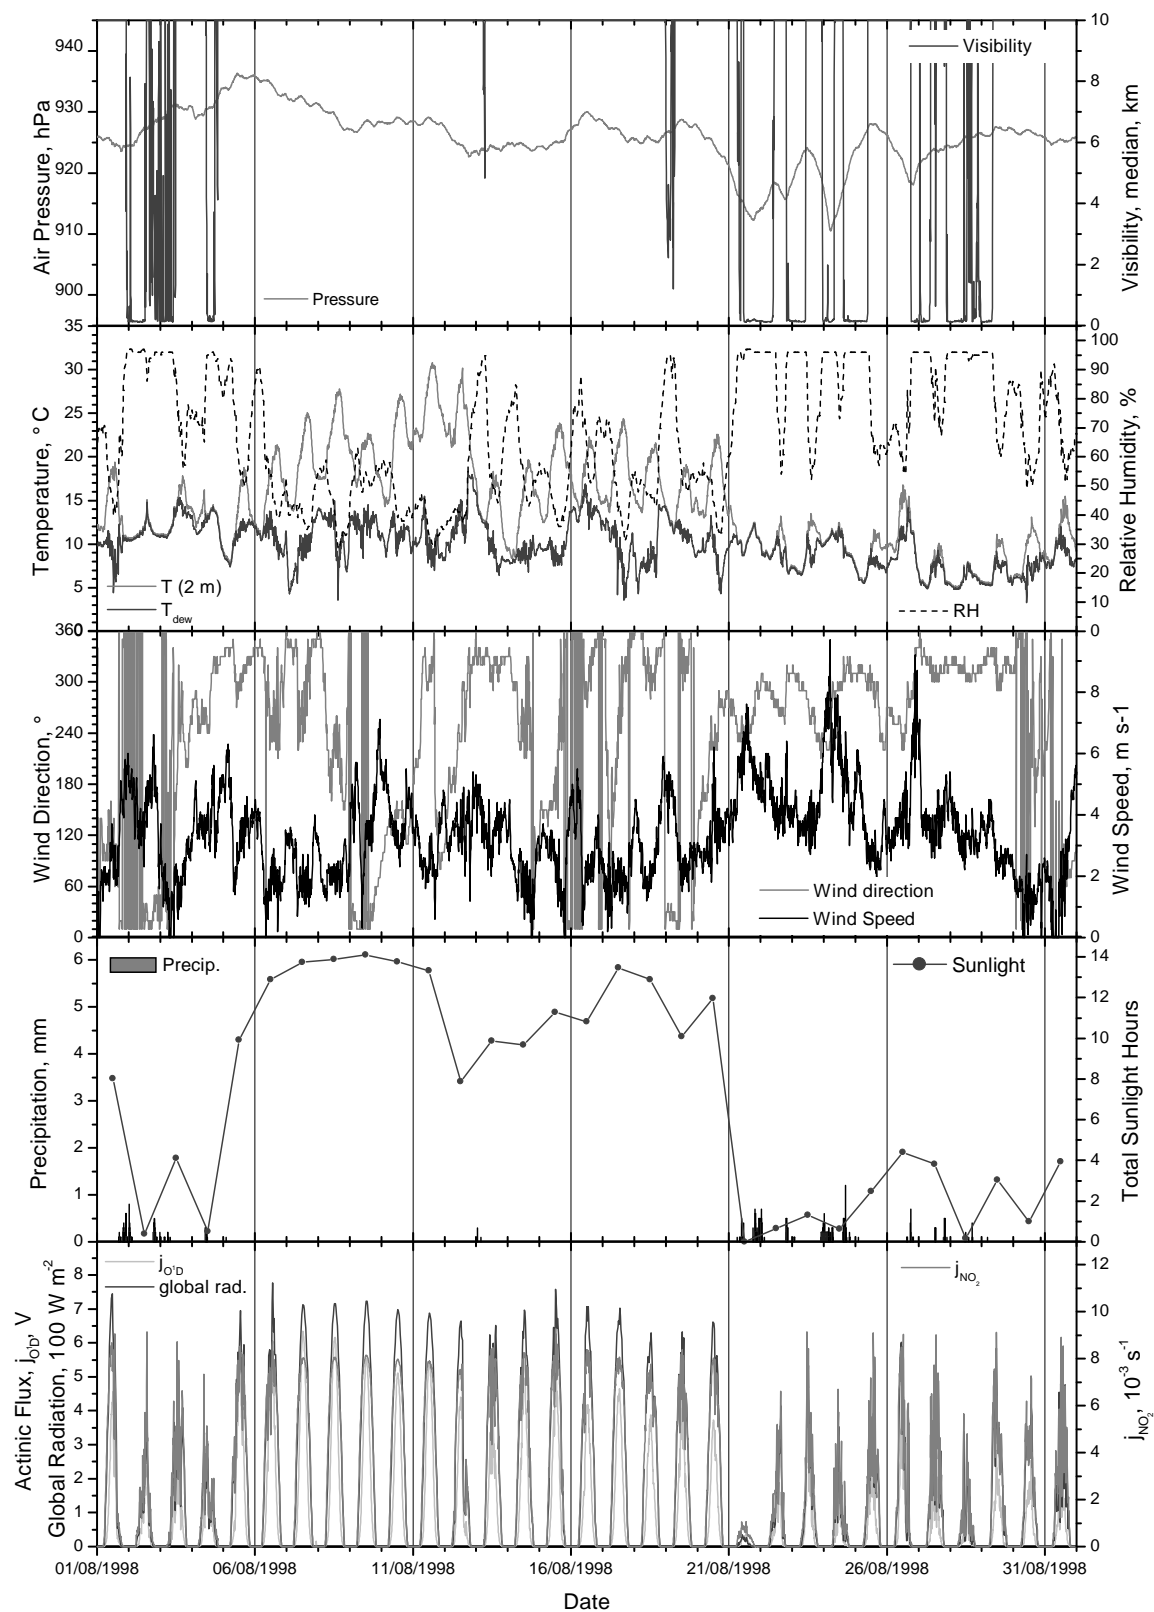 940
930
920
910
900
Air Pressure, hPa
10
8
6
4
2
0
Visibility, median, km
Visibility
Pressure
35
30
25
20
15
10
5
0
Temperature, °C
100
90
80
70
60
50
40
30
20
10
0
Relative Humidity, %
T (2 m)
T dew
RH
360
300
240
180
120
60
0
Wind Direction, °
8
6
4
2
0
Wind Speed, m s-1
Wind direction
Wind Speed
6
5
4
3
2
1
0
Precipitation, mm
14
12
10
8
6
4
2
0
Total Sunlight Hours
Precip.
Sunlight
8
7
6
5
4
3
2
1
0
Actinic Flux, jO¹D, V
Global Radiation, 100 W m-2
12
10
8
6
4
2
0
jNO2, 10-3 s-1
jO¹D
global rad.
jNO2
01/08/1998 06/08/1998 11/08/1998 16/08/1998 21/08/1998 26/08/1998 31/08/1998
Date